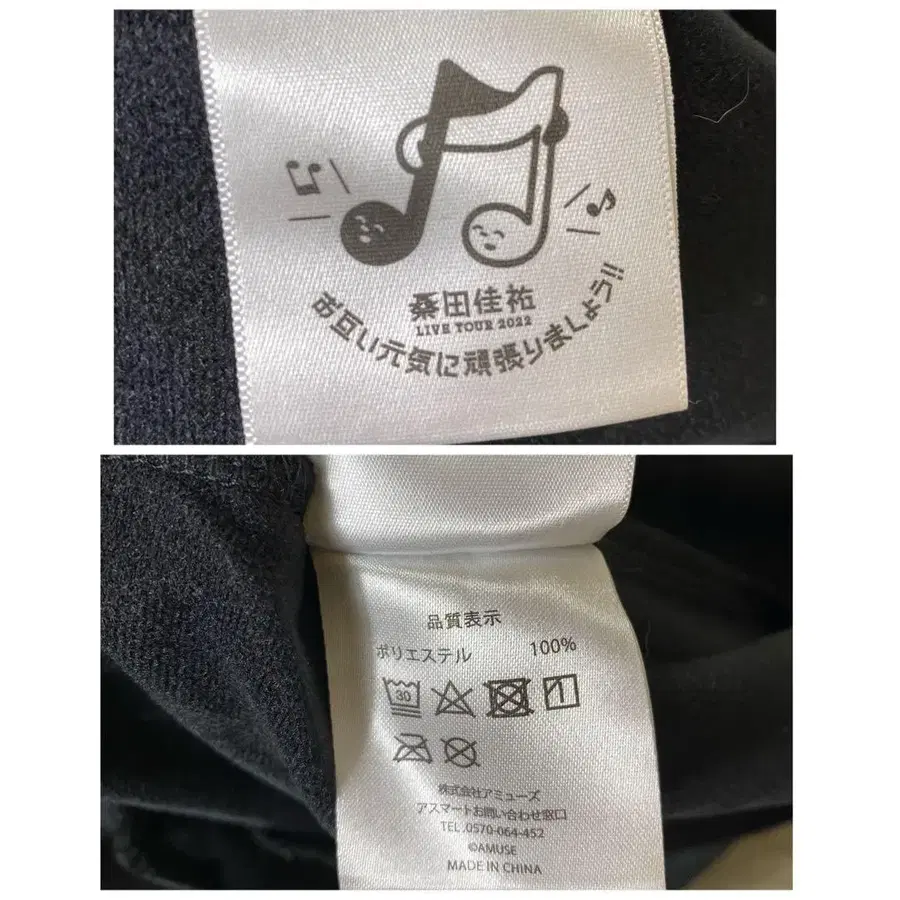 桑田佳祐
LIVE TOUR 2022
お互い元気に頑張りましょう!!
品質表示
ポリエステル 100%
30
株式会社アミューズ
アスマートお問い合わせ窓口
TEL.0570-064-452
©AMUSE
MADE IN CHINA